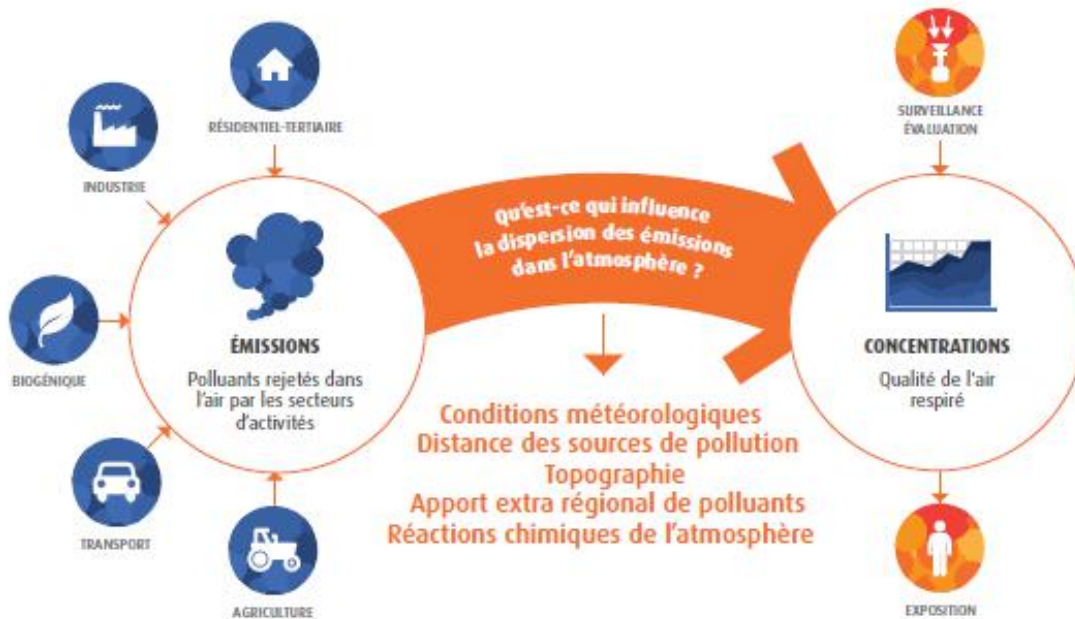 RÉSIDENTIEL-TERTIAIRE
INDUSTRIE
BIOGÉNIQUE
TRANSPORT
AGRICULTURE
ÉMISSIONS
Polluants rejetés dans
l'air par les secteurs
d'activités
Qu'est-ce qui influence
la dispersion des émissions
dans l'atmosphère ?
Conditions météorologiques
Distance des sources de pollution
Topographie
Apport extra régional de polluants
Réactions chimiques de l'atmosphère
SURVEILLANCE
ÉVALUATION
CONCENTRATIONS
Qualité de l'air
respiré
EXPOSITION